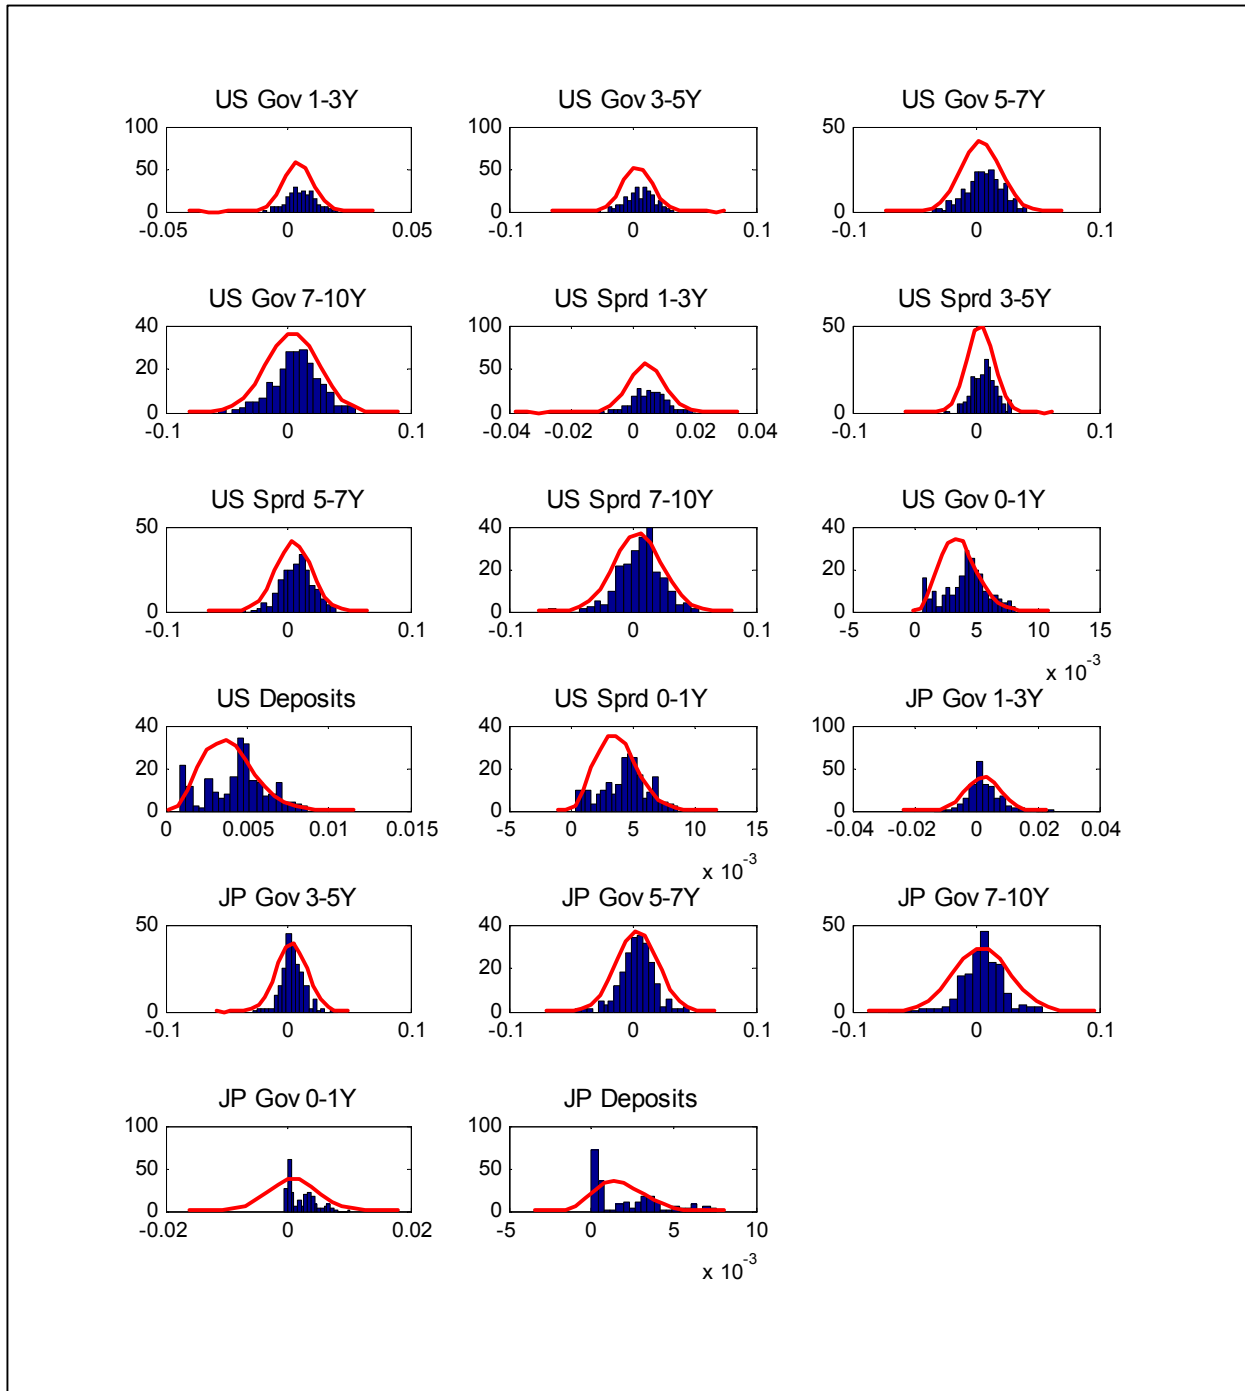 US Gov 1-3Y US Gov 3-5Y US Gov 5-7Y
100 100 50
50 50
0 0 0
-0.05 0 0.05 -0.1 0 0.1 -0.1 0 0.1
US Gov 7-10Y US Sprd 1-3Y US Sprd 3-5Y
40 100 50
20 50
0 0 0
-0.1 0 0.1 -0.04 -0.02 0 0.02 0.04 -0.1 0 0.1
US Sprd 5-7Y US Sprd 7-10Y US Gov 0-1Y
50 40 40
20 20
0 0 0
-0.1 0 0.1 -0.1 0 0.1 -5 0 5 10 15
x 10-3
US Deposits US Sprd 0-1Y JP Gov 1-3Y
40 40 100
20 20 50
0 0 0
0 0.005 0.01 0.015 -5 0 5 10 15 -0.04 -0.02 0 0.02 0.04
x 10-3
JP Gov 3-5Y JP Gov 5-7Y JP Gov 7-10Y
50 40 50
20
0 0 0
-0.1 0 0.1 -0.1 0 0.1 -0.1 0 0.1
JP Gov 0-1Y JP Deposits
100 100
50 50
0 0
-0.02 0 0.02 -5 0 5 10
x 10-3